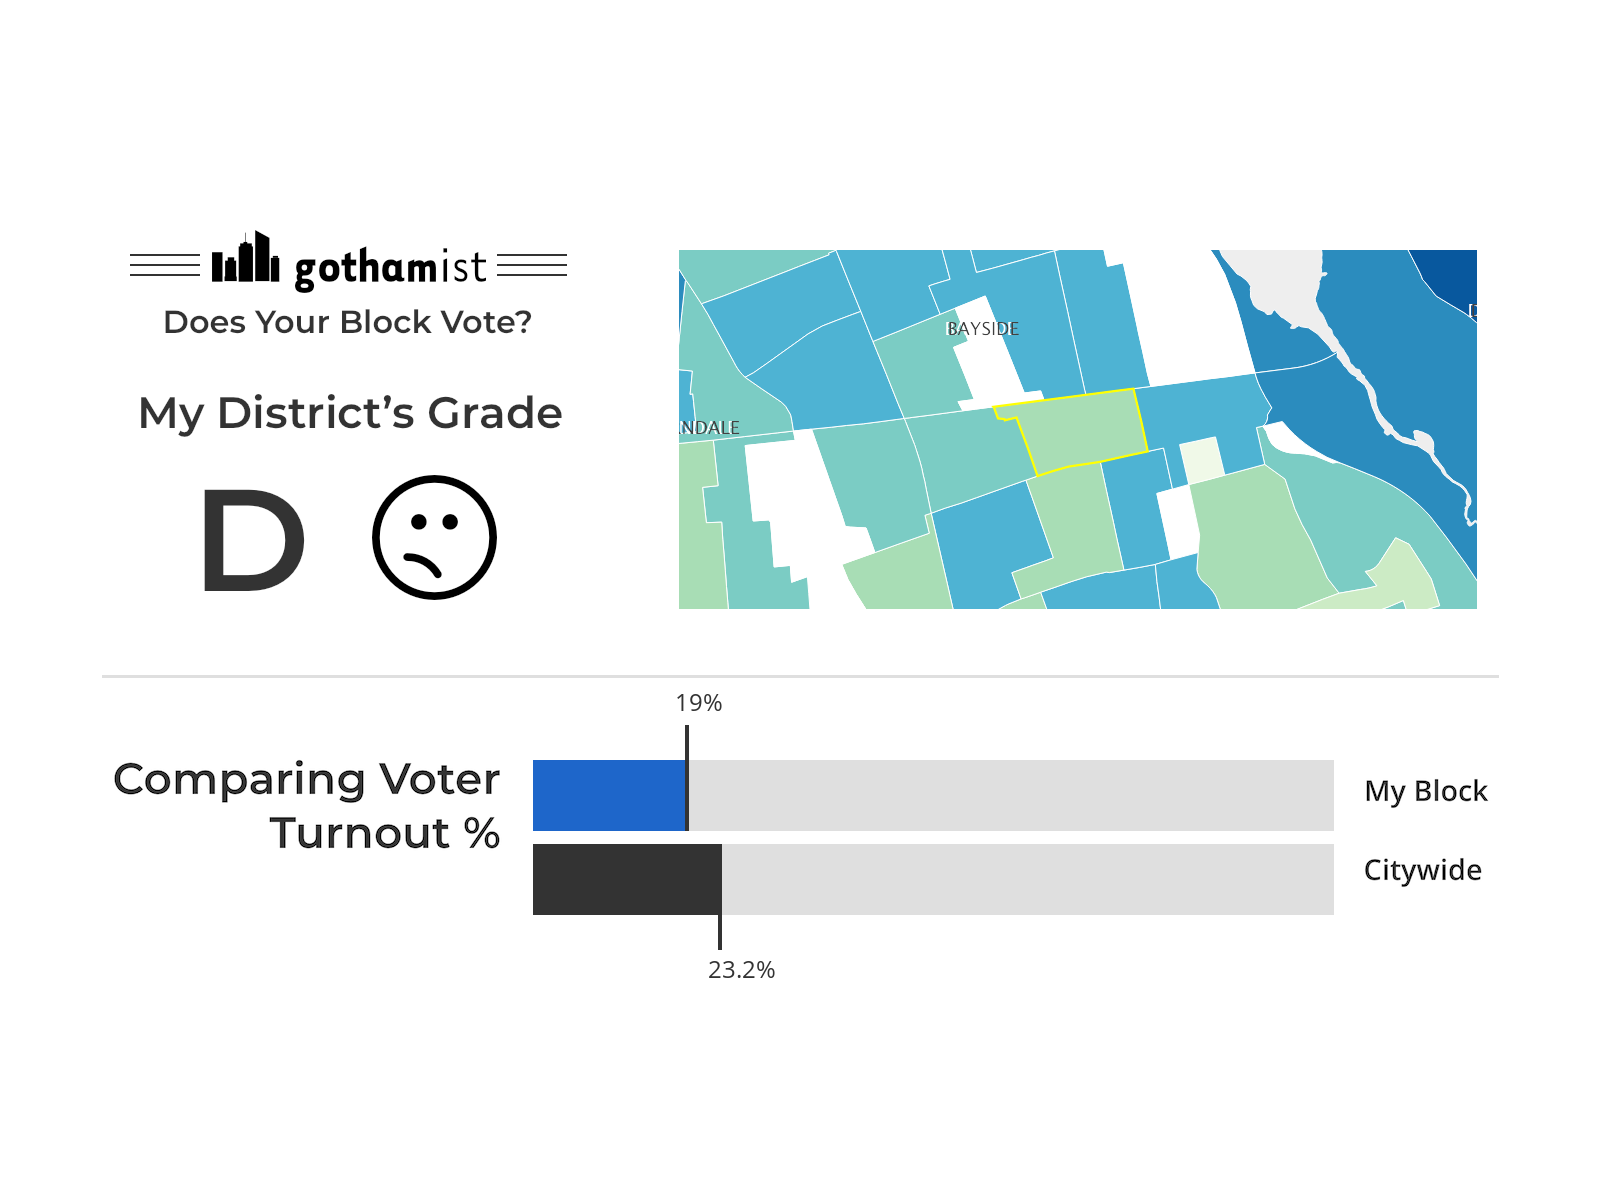 gothamist
Does Your Block Vote?
My District’s Grade
D
BAYSIDE
NDALE
19%
Comparing Voter
Turnout %
My Block
Citywide
23.2%